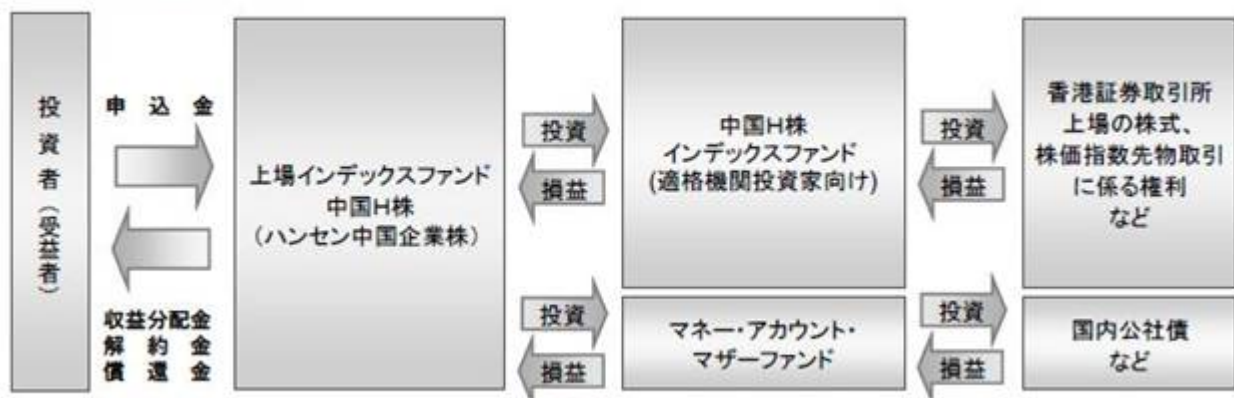 投資者(受益者)
申込金
収益分配金
解約金
償還金
上場インデックスファンド
中国H株
(ハンセン中国企業株)
投資
損益
投資
損益
中国H株
インデックスファンド
(適格機関投資家向け)
マネー・アカウント・
マザーファンド
投資
損益
投資
損益
香港証券取引所
上場の株式、
株価指数先物取引
に係る権利
など
国内公社債
など